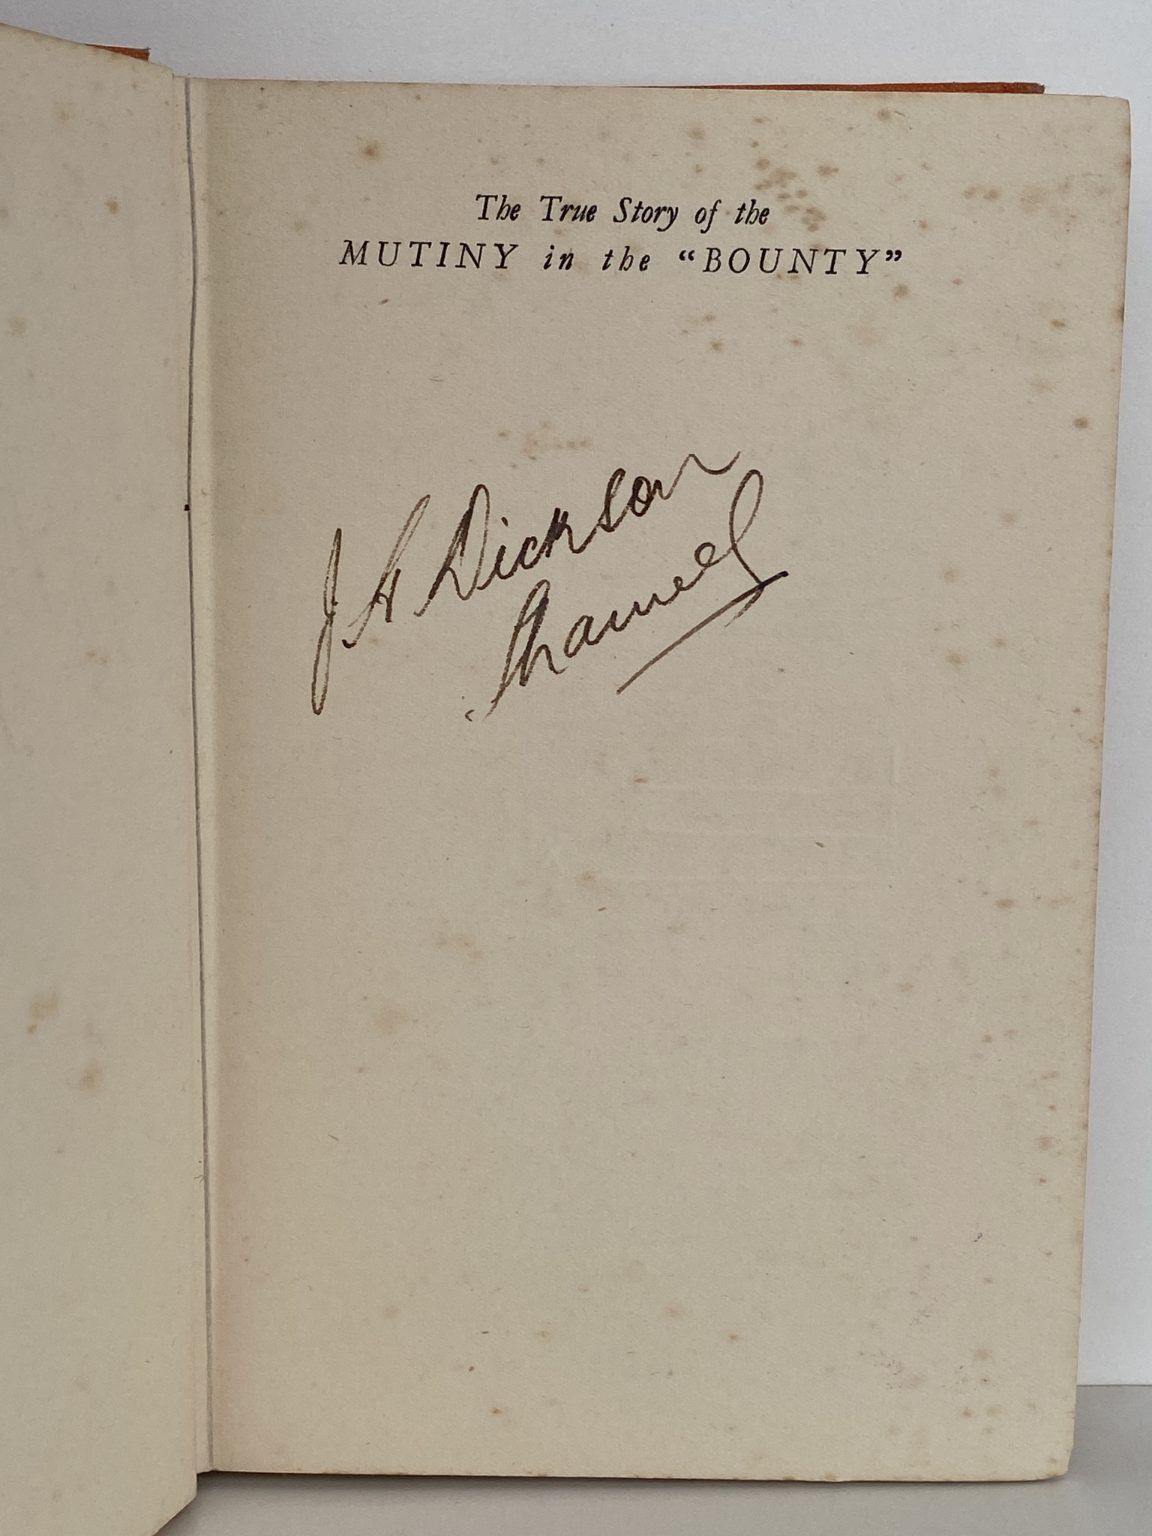 The True Story of the
MUTINY in the “BOUNTY”
J A Dickson